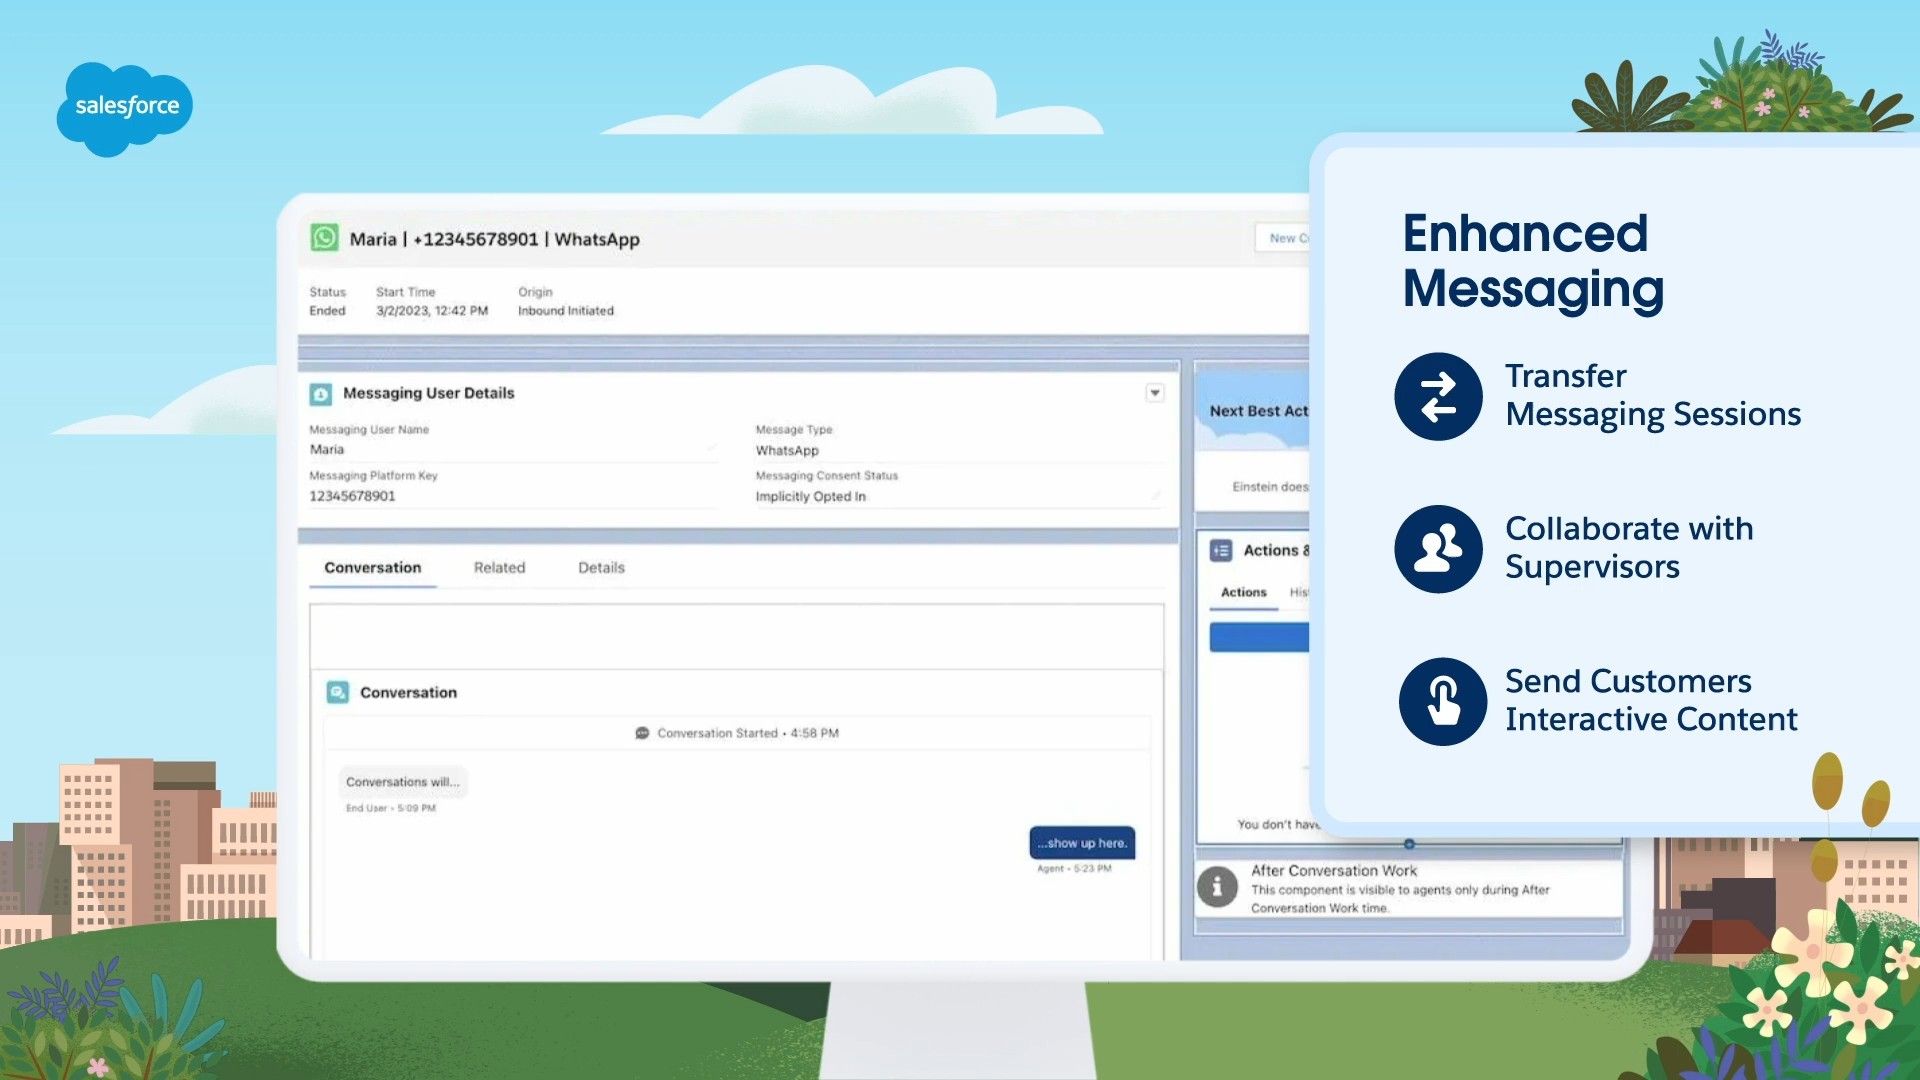 salesforce
Maria | +12345678901 | WhatsApp
New C
Status
Start Time
Origin
Ended
3/2/2023, 12:42 PM
Inbound Initiated
Messaging User Details
Messaging User Name
Message Type
Maria
WhatsApp
Messaging Platform Key
Messaging Consent Status
12345678901
Implicitly Opted In
Conversation
Related
Details
Conversation
Conversation Started • 4:58 PM
Conversations will...
End User • 5:09 PM
...show up here.
Agent • 5:23 PM
Next Best Act
Einstein does
Actions &
Actions
His
You don't have
After Conversation Work
This component is visible to agents only during After
Conversation Work time.
Enhanced
Messaging
Transfer
Messaging Sessions
Collaborate with
Supervisors
Send Customers
Interactive Content